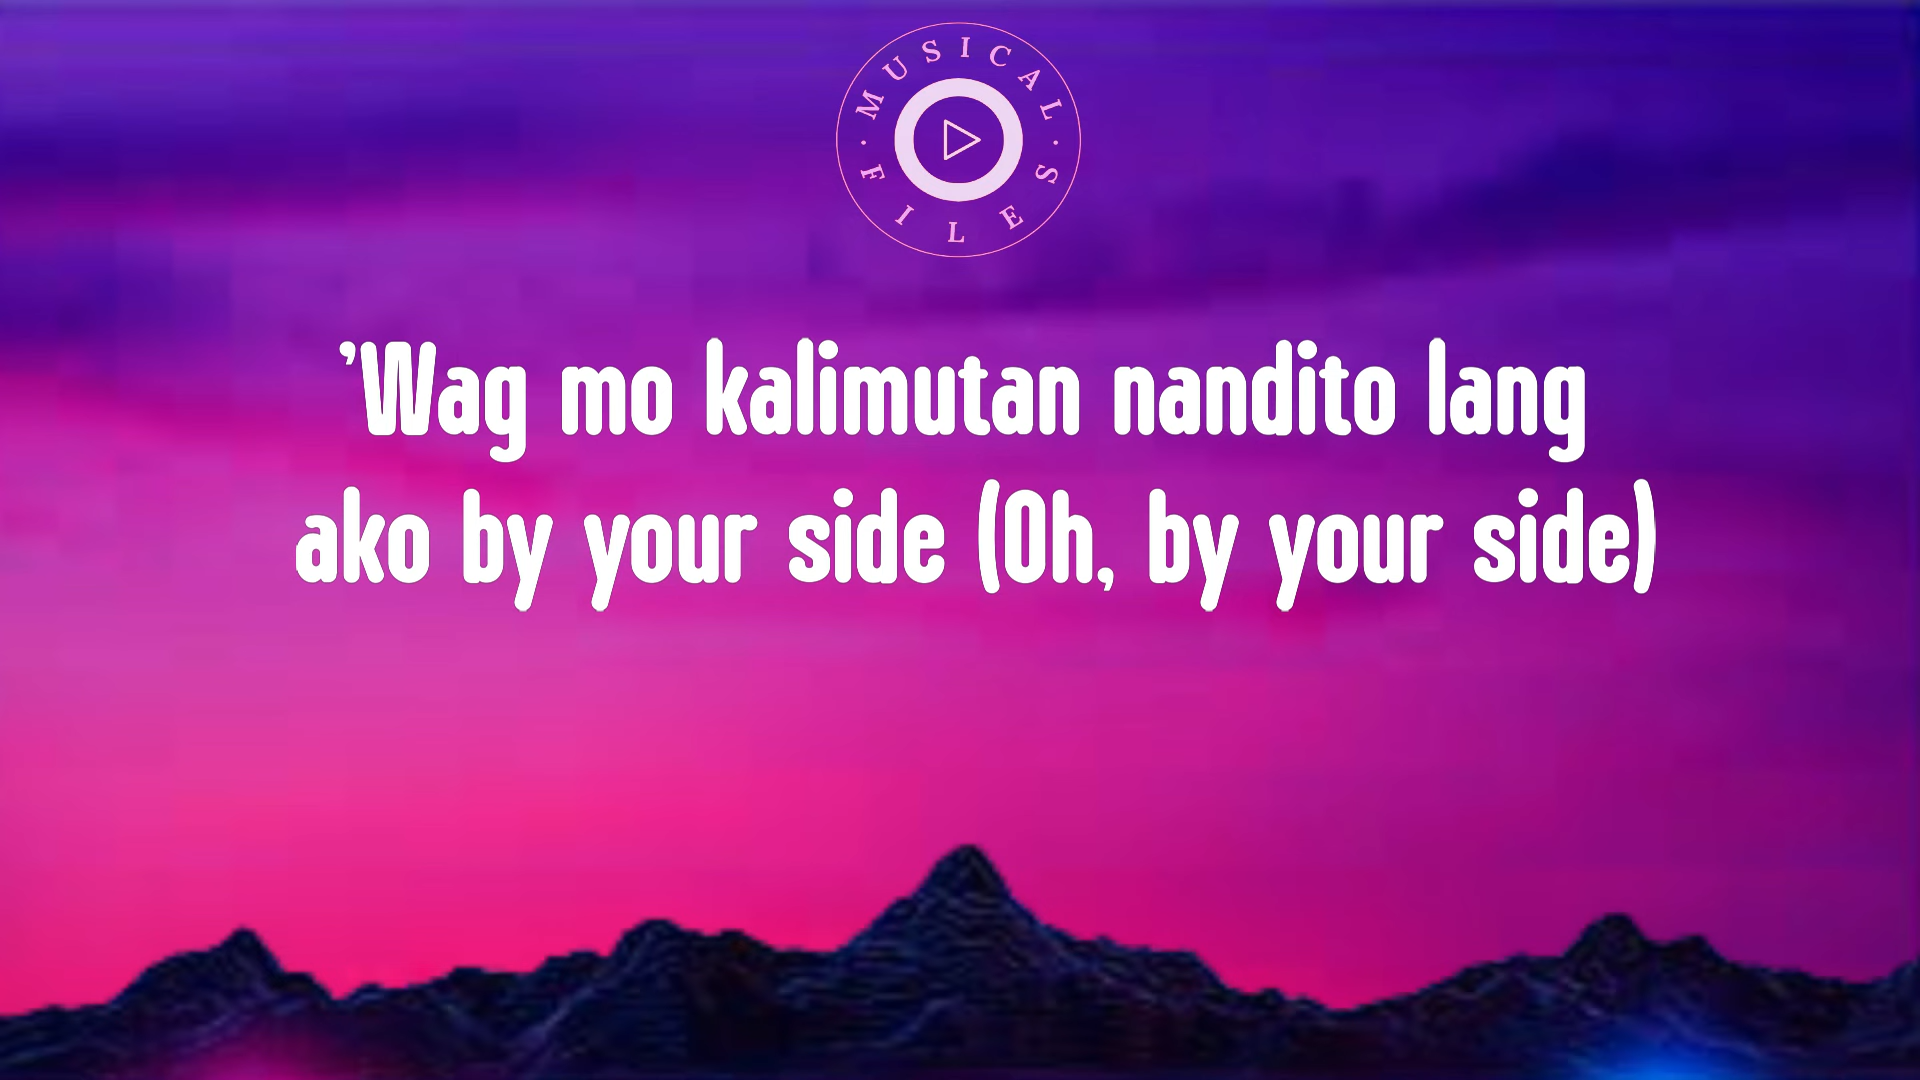 MUSICAL
FILES
’Wag mo kalimutan nandito lang
ako by your side (Oh, by your side)